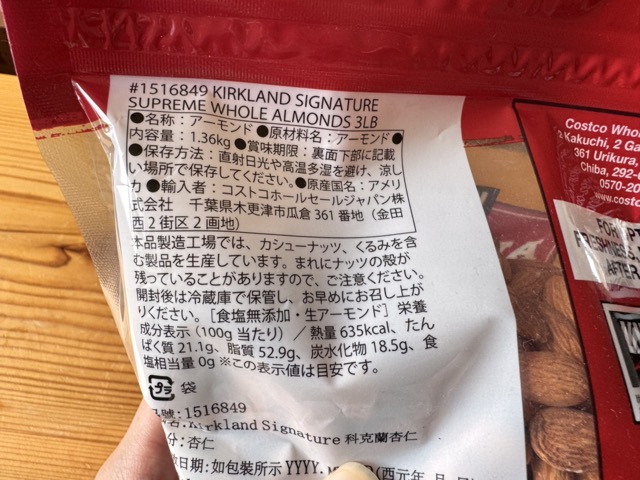 #1516849 KIRKLAND SIGNATURE
SUPREME WHOLE ALMONDS 3LB
●名称：アーモンド ●原材料名：アーモンド●
内容量：1.36kg ●賞味期限：裏面下部に記載
●保存方法：直射日光や高温多湿を避け、涼し
い場所で保存してください。●原産国名：アメリ
カ ●輸入者：コストコホールセールジャパン株
式会社 千葉県木更津市瓜倉 361 番地（金田
西 2 街区 2 画地）
本品製造工場では、カシューナッツ、くるみを含
む製品を生産しています。まれにナッツの殻が
残っていることがありますので、ご注意ください。
開封後は冷蔵庫で保管し、お早めにお召し上が
りください。［食塩無添加・生アーモンド］栄養
成分表示（100g 当たり）／熱量 635kcal、たん
ぱく質 21.1g、脂質 52.9g、炭水化物 18.5g、食
塩相当量 0g ※この表示値は目安です。
プラ 袋
號: 1516849
Kirkland Signature 科克蘭杏仁
分: 杏仁
日期: 如包裝所示 YYYY.
(西元年
Costco Who
Kakuchi, 2 Ga
361 Urikura
Chiba, 292-
0570-20
www.costc
FRESHNESS,
AFTE